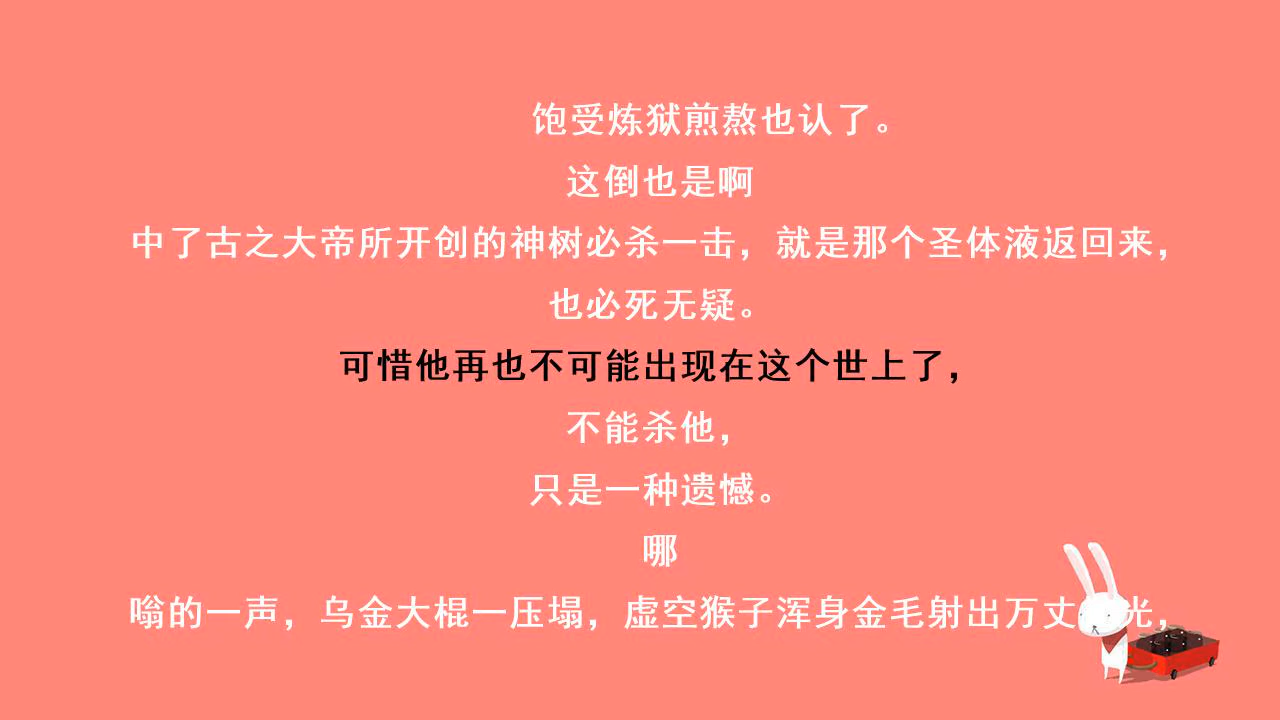 饱受炼狱煎熬也认了。
这倒也是啊
中了古之大帝所开创的神树必杀一击，就是那个圣体液返回来，
也必死无疑。
可惜他再也不可能出现在这个世上了，
不能杀他，
只是一种遗憾。
哪
嗡的一声，乌金大棍一压塌，虚空猴子浑身金毛射出万丈光，